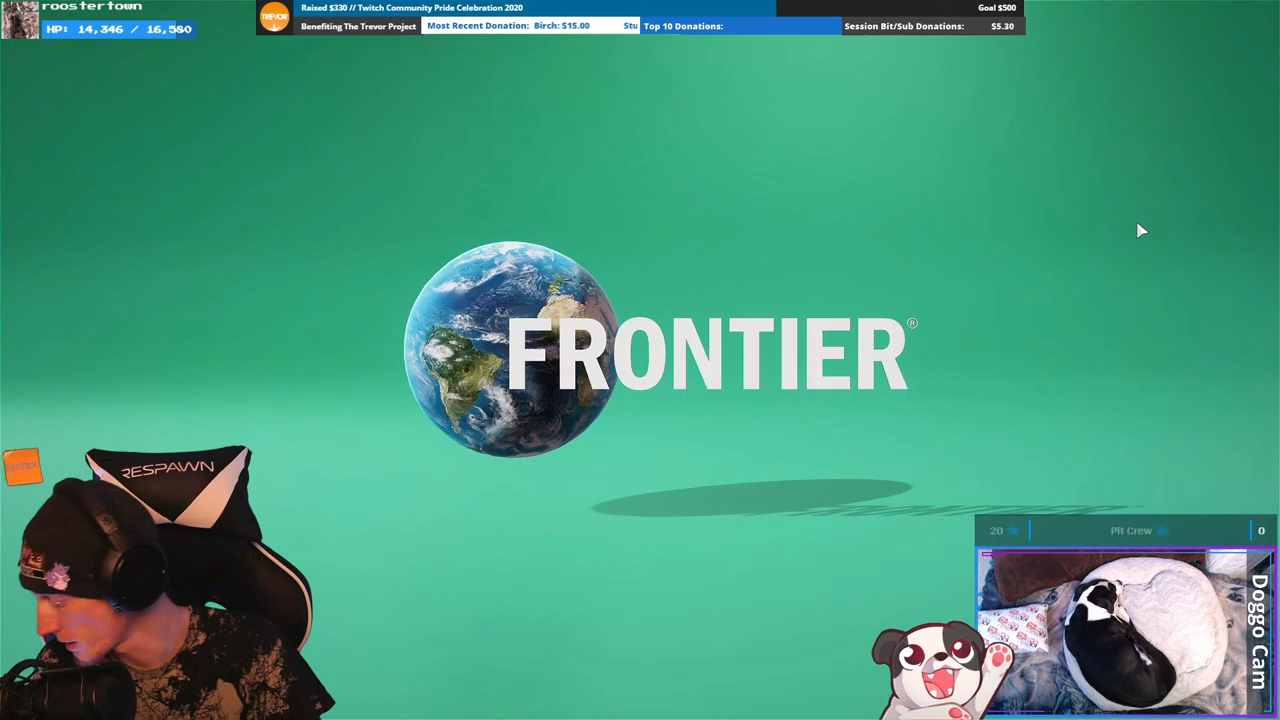 roostertown
HP: 14,346 / 16,580
Raised $330 // Twitch Community Pride Celebration 2020
Goal $500
TREVOR
Benefiting The Trevor Project
Most Recent Donation: Birch: $15.00
Stu
Top 10 Donations:
Session Bit/Sub Donations:
$5.30
FRONTIER®
RESPAWN
20
Pit Crew
0
Doggo Cam